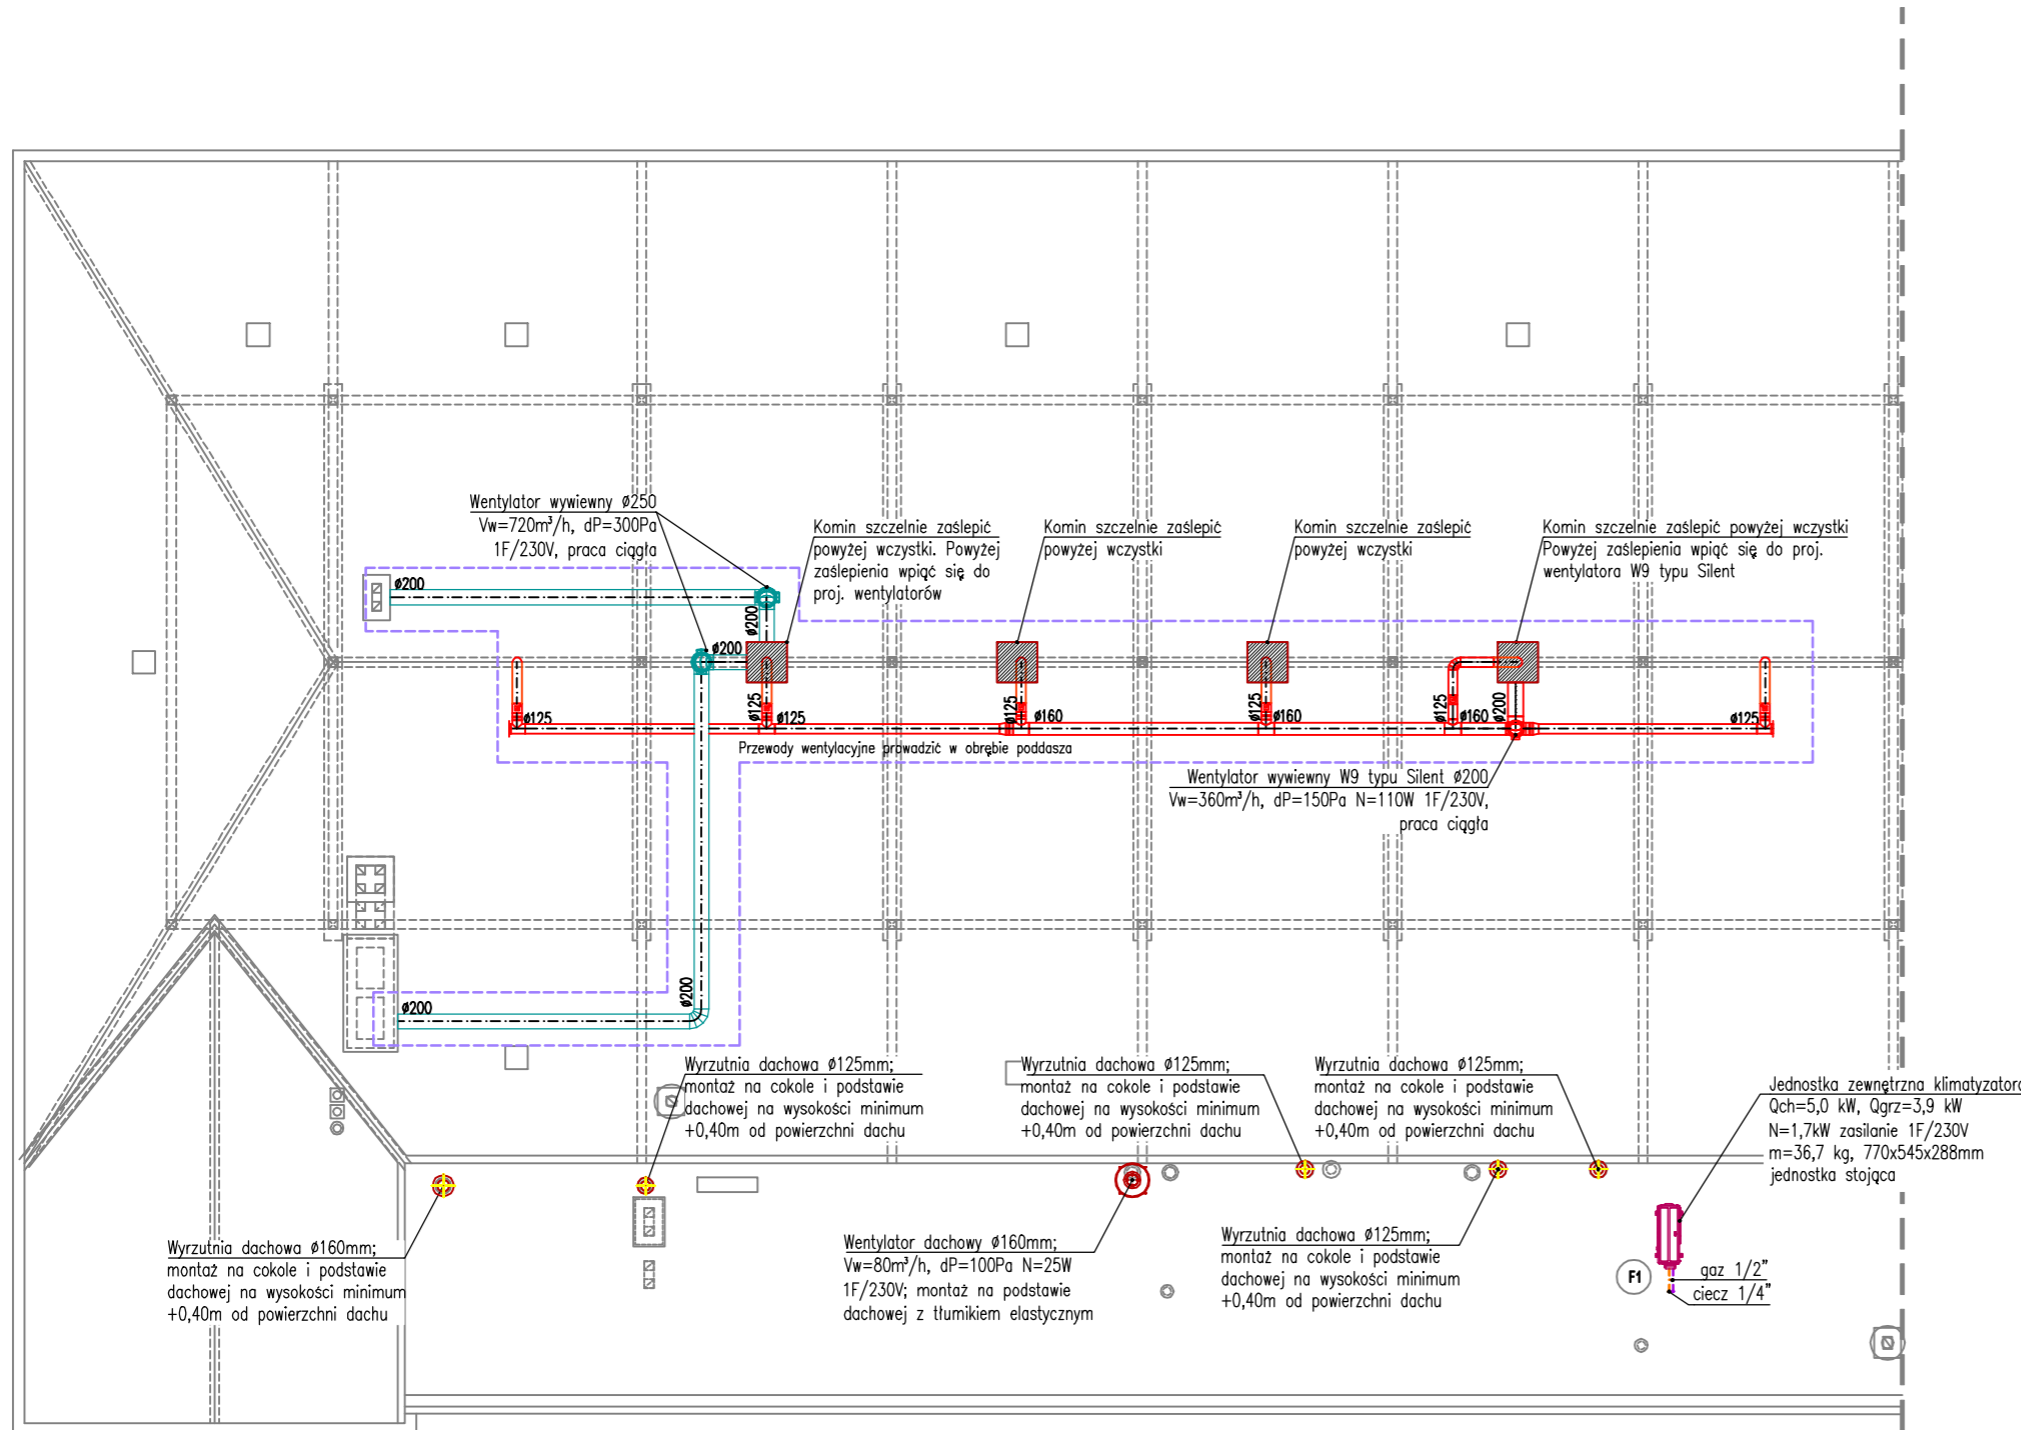 Wentylator wywiewny ø250
Vw=720m³/h, dP=300Pa
1F/230V, praca ciągła
Komin szczelnie zaślepić
powyżej wczystki. Powyżej
zaślepienia wpiąć się do
proj. wentylatorów
Komin szczelnie zaślepić
powyżej wczystki
Komin szczelnie zaślepić
powyżej wczystki
Komin szczelnie zaślepić powyżej wczystki
Powyżej zaślepienia wpiąć się do proj.
wentylatora W9 typu Silent
ø200
ø200
ø200
ø125
ø125
ø125
ø125
ø160
ø125
ø160
ø125
ø160
ø200
ø125
Przewody wentylacyjne prowadzić w obrębie poddasza
Wentylator wywiewny W9 typu Silent ø200
Vw=360m³/h, dP=150Pa N=110W 1F/230V,
praca ciągła
ø200
ø200
Wyrzutnia dachowa ø125mm;
montaż na cokole i podstawie
dachowej na wysokości minimum
+0,40m od powierzchni dachu
Wyrzutnia dachowa ø125mm;
montaż na cokole i podstawie
dachowej na wysokości minimum
+0,40m od powierzchni dachu
Wyrzutnia dachowa ø125mm;
montaż na cokole i podstawie
dachowej na wysokości minimum
+0,40m od powierzchni dachu
Jednostka zewnętrzna klimatyzatora
Qch=5,0 kW, Qgrz=3,9 kW
N=1,7kW zasilanie 1F/230V
m=36,7 kg, 770x545x288mm
jednostka stojąca
Wyrzutnia dachowa ø160mm;
montaż na cokole i podstawie
dachowej na wysokości minimum
+0,40m od powierzchni dachu
Wentylator dachowy ø160mm;
Vw=80m³/h, dP=100Pa N=25W
1F/230V; montaż na podstawie
dachowej z tłumikiem elastycznym
Wyrzutnia dachowa ø125mm;
montaż na cokole i podstawie
dachowej na wysokości minimum
+0,40m od powierzchni dachu
F1
gaz 1/2"
ciecz 1/4"